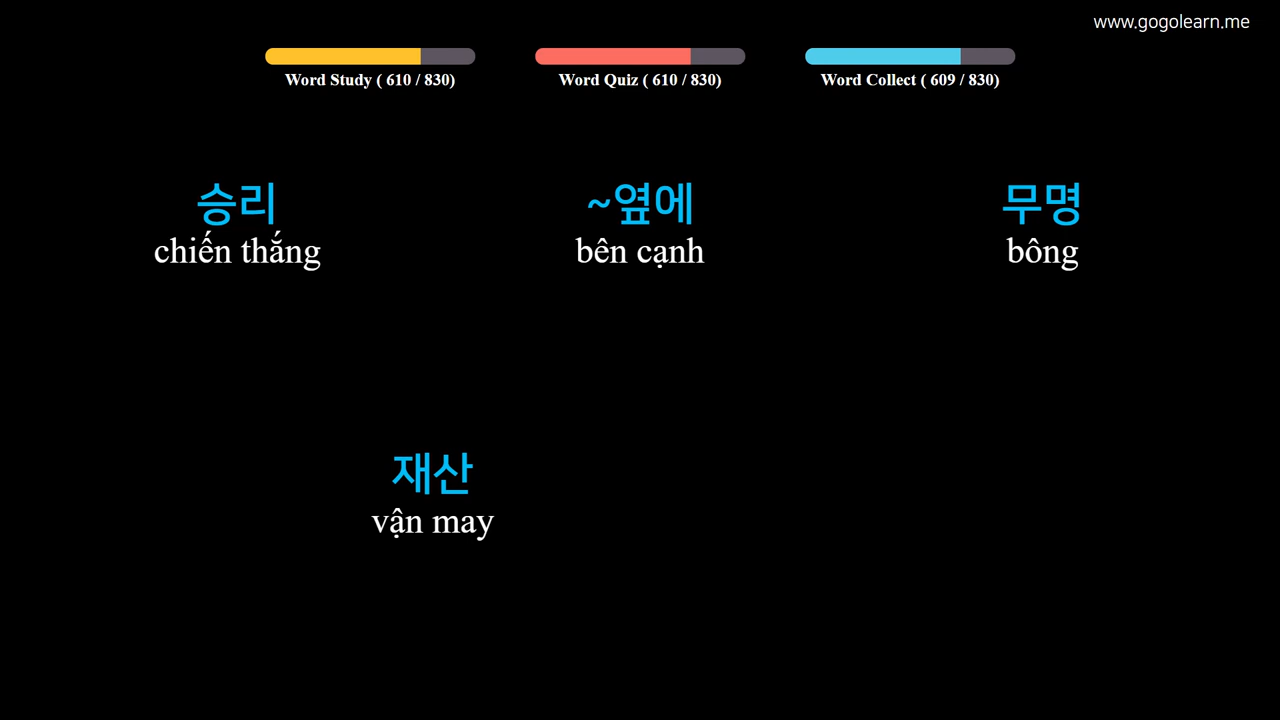 www.gogolearn.me
Word Study ( 610 / 830)
Word Quiz ( 610 / 830)
Word Collect ( 609 / 830)
승리
chiến thắng
~옆에
bên cạnh
무명
bông
재산
vận may